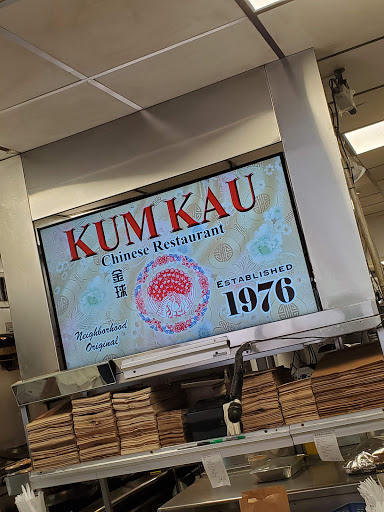 KUM KAU
Chinese Restaurant
金球
ESTABLISHED
1976
Neighborhood
Original